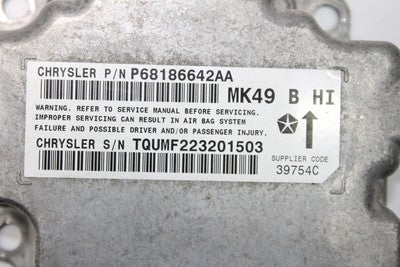 CHRYSLER P/N P68186642AA
MK49 B HI
WARNING. REFER TO SERVICE MANUAL BEFORE SERVICING.
IMPROPER SERVICING CAN RESULT IN AIR BAG SYSTEM
FAILURE AND POSSIBLE DRIVER AND/OR PASSENGER INJURY.
CHRYSLER S/N TQUMF223201503
SUPPLIER CODE
39754C